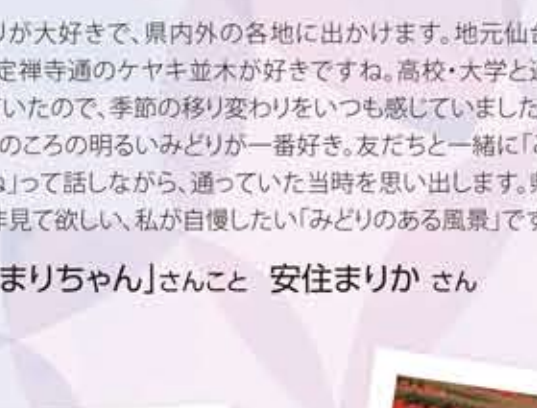 りが大好きで、県内外の各地に出かけます。地元仙台
定禅寺通のケヤキ並木が好きですね。高校・大学と通
いたので、季節の移り変わりをいつも感じていました
のころの明るいみどりが一番好き。友だちと一緒に「こ
ね」って話しながら、通っていた当時を思い出します。県
非見て欲しい、私が自慢したい「みどりのある風景」です
まりちゃん」さんこと 安住まりか さん